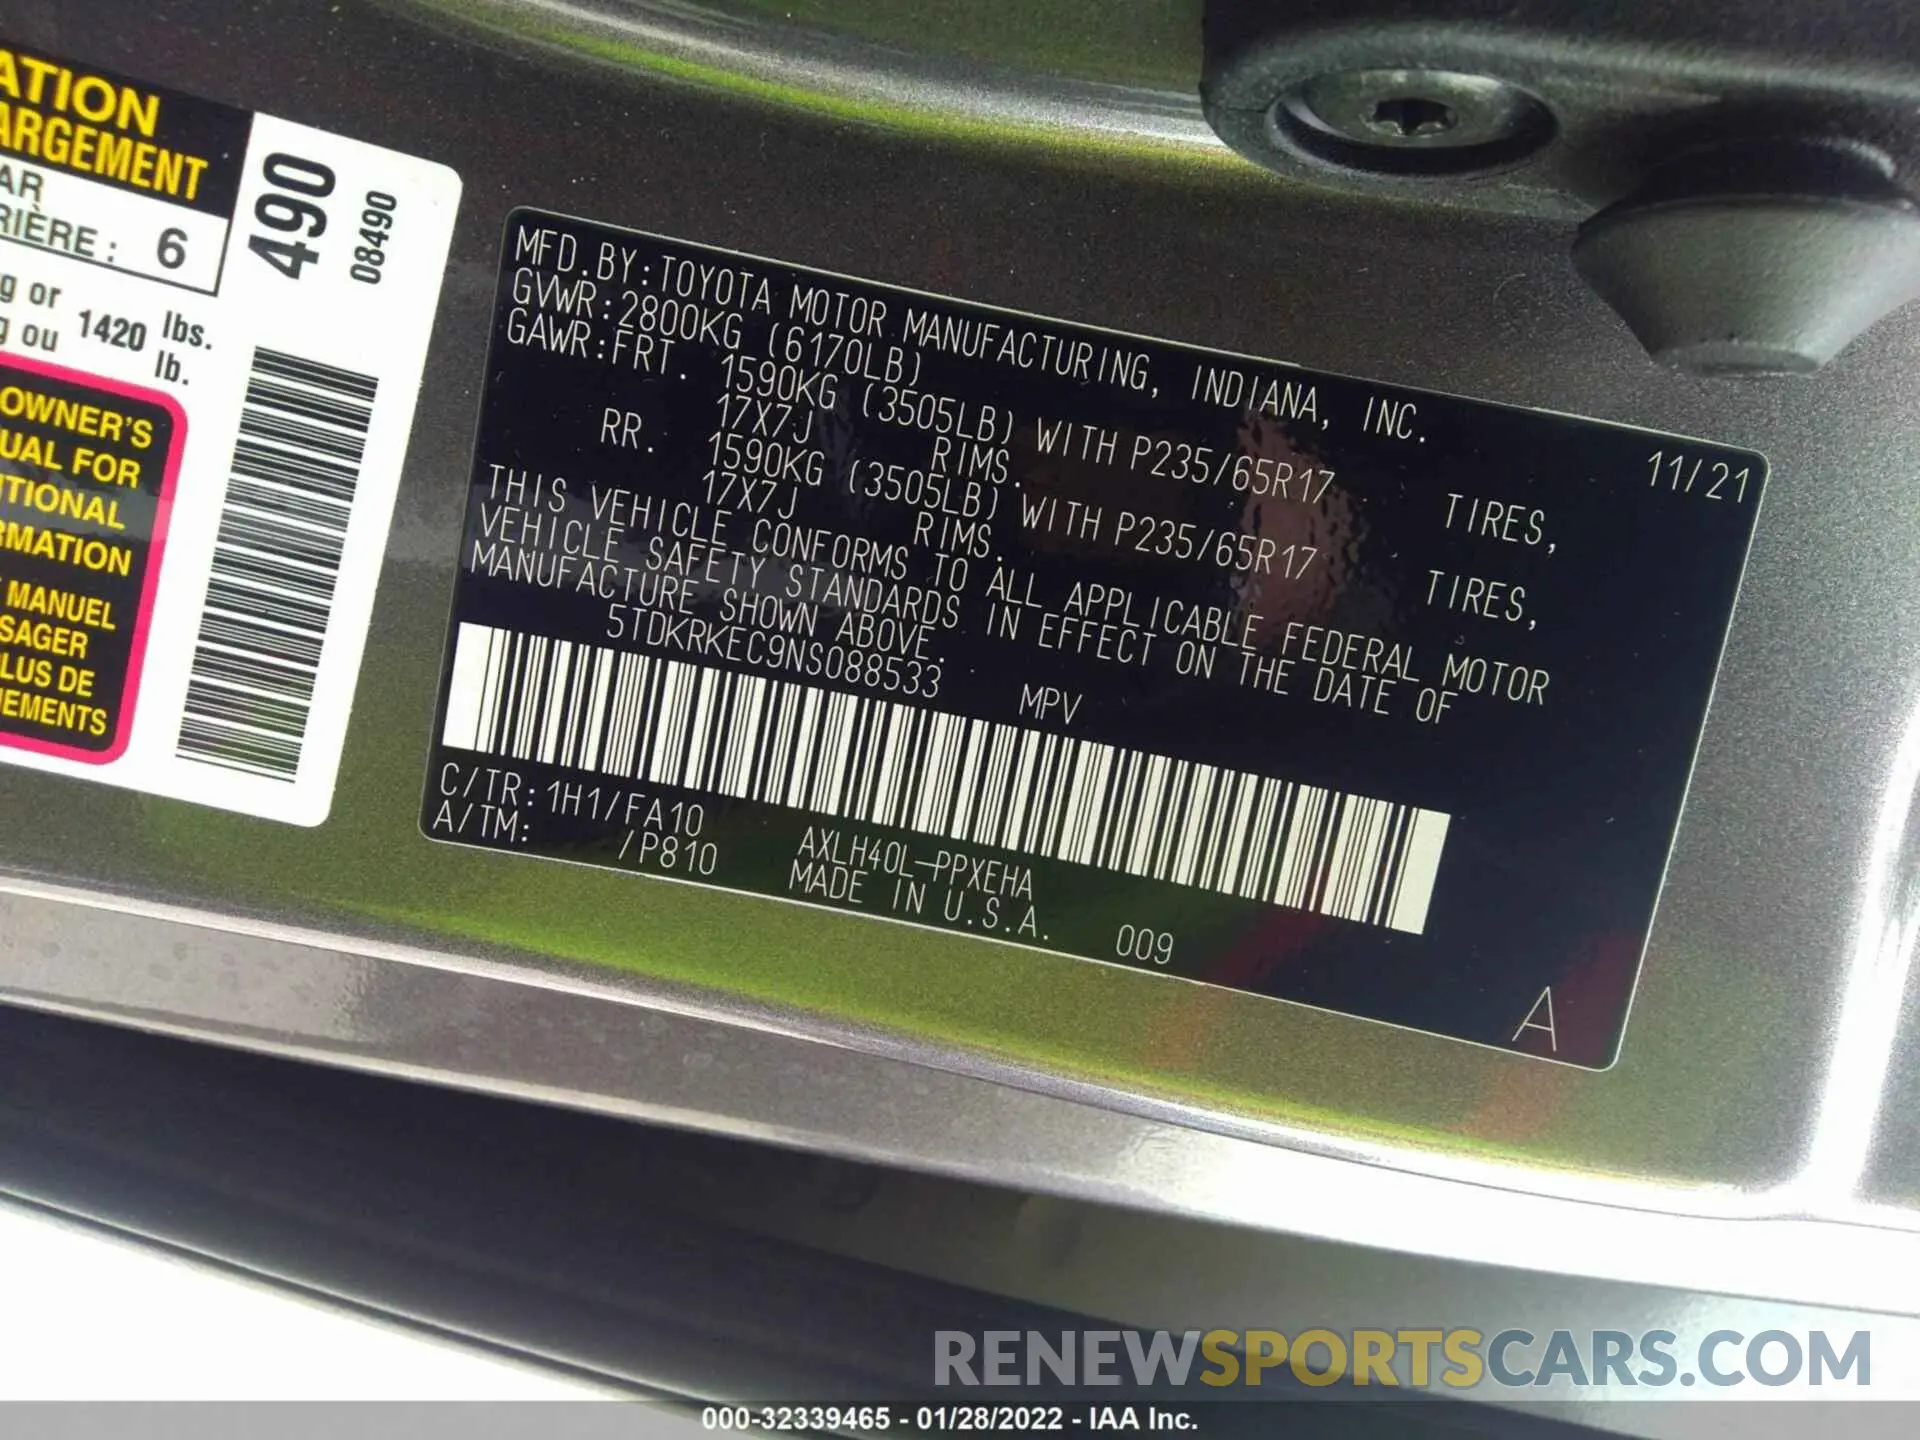 ATION
ARGEMENT
AR
RIÈRE : 6
490
08490
g or
g ou 1420 lbs.
lb.
OWNER'S
UAL FOR
ITIONAL
RMATION
MANUEL
SAGER
PLUS DE
NEMENTS
MFD.BY:TOYOTA MOTOR MANUFACTURING, INDIANA, INC.
GVWR:2800KG (6170LB) 11/21
GAWR:FRT. 1590KG (3505LB) WITH P235/65R17 TIRES,
17X7J RIMS.
RR. 1590KG (3505LB) WITH P235/65R17 TIRES,
17X7J RIMS.
THIS VEHICLE CONFORMS TO ALL APPLICABLE FEDERAL MOTOR
VEHICLE SAFETY STANDARDS IN EFFECT ON THE DATE OF
MANUFACTURE SHOWN ABOVE.
5TDKRKEC9NS088533 MPV
C/TR:1H1/FA10 AXLH40L-PPXEHA
A/TM: /P810 MADE IN U.S.A. 009
A
RENEWSPORTSCARS.COM
000-32339465 - 01/28/2022 - IAA Inc.